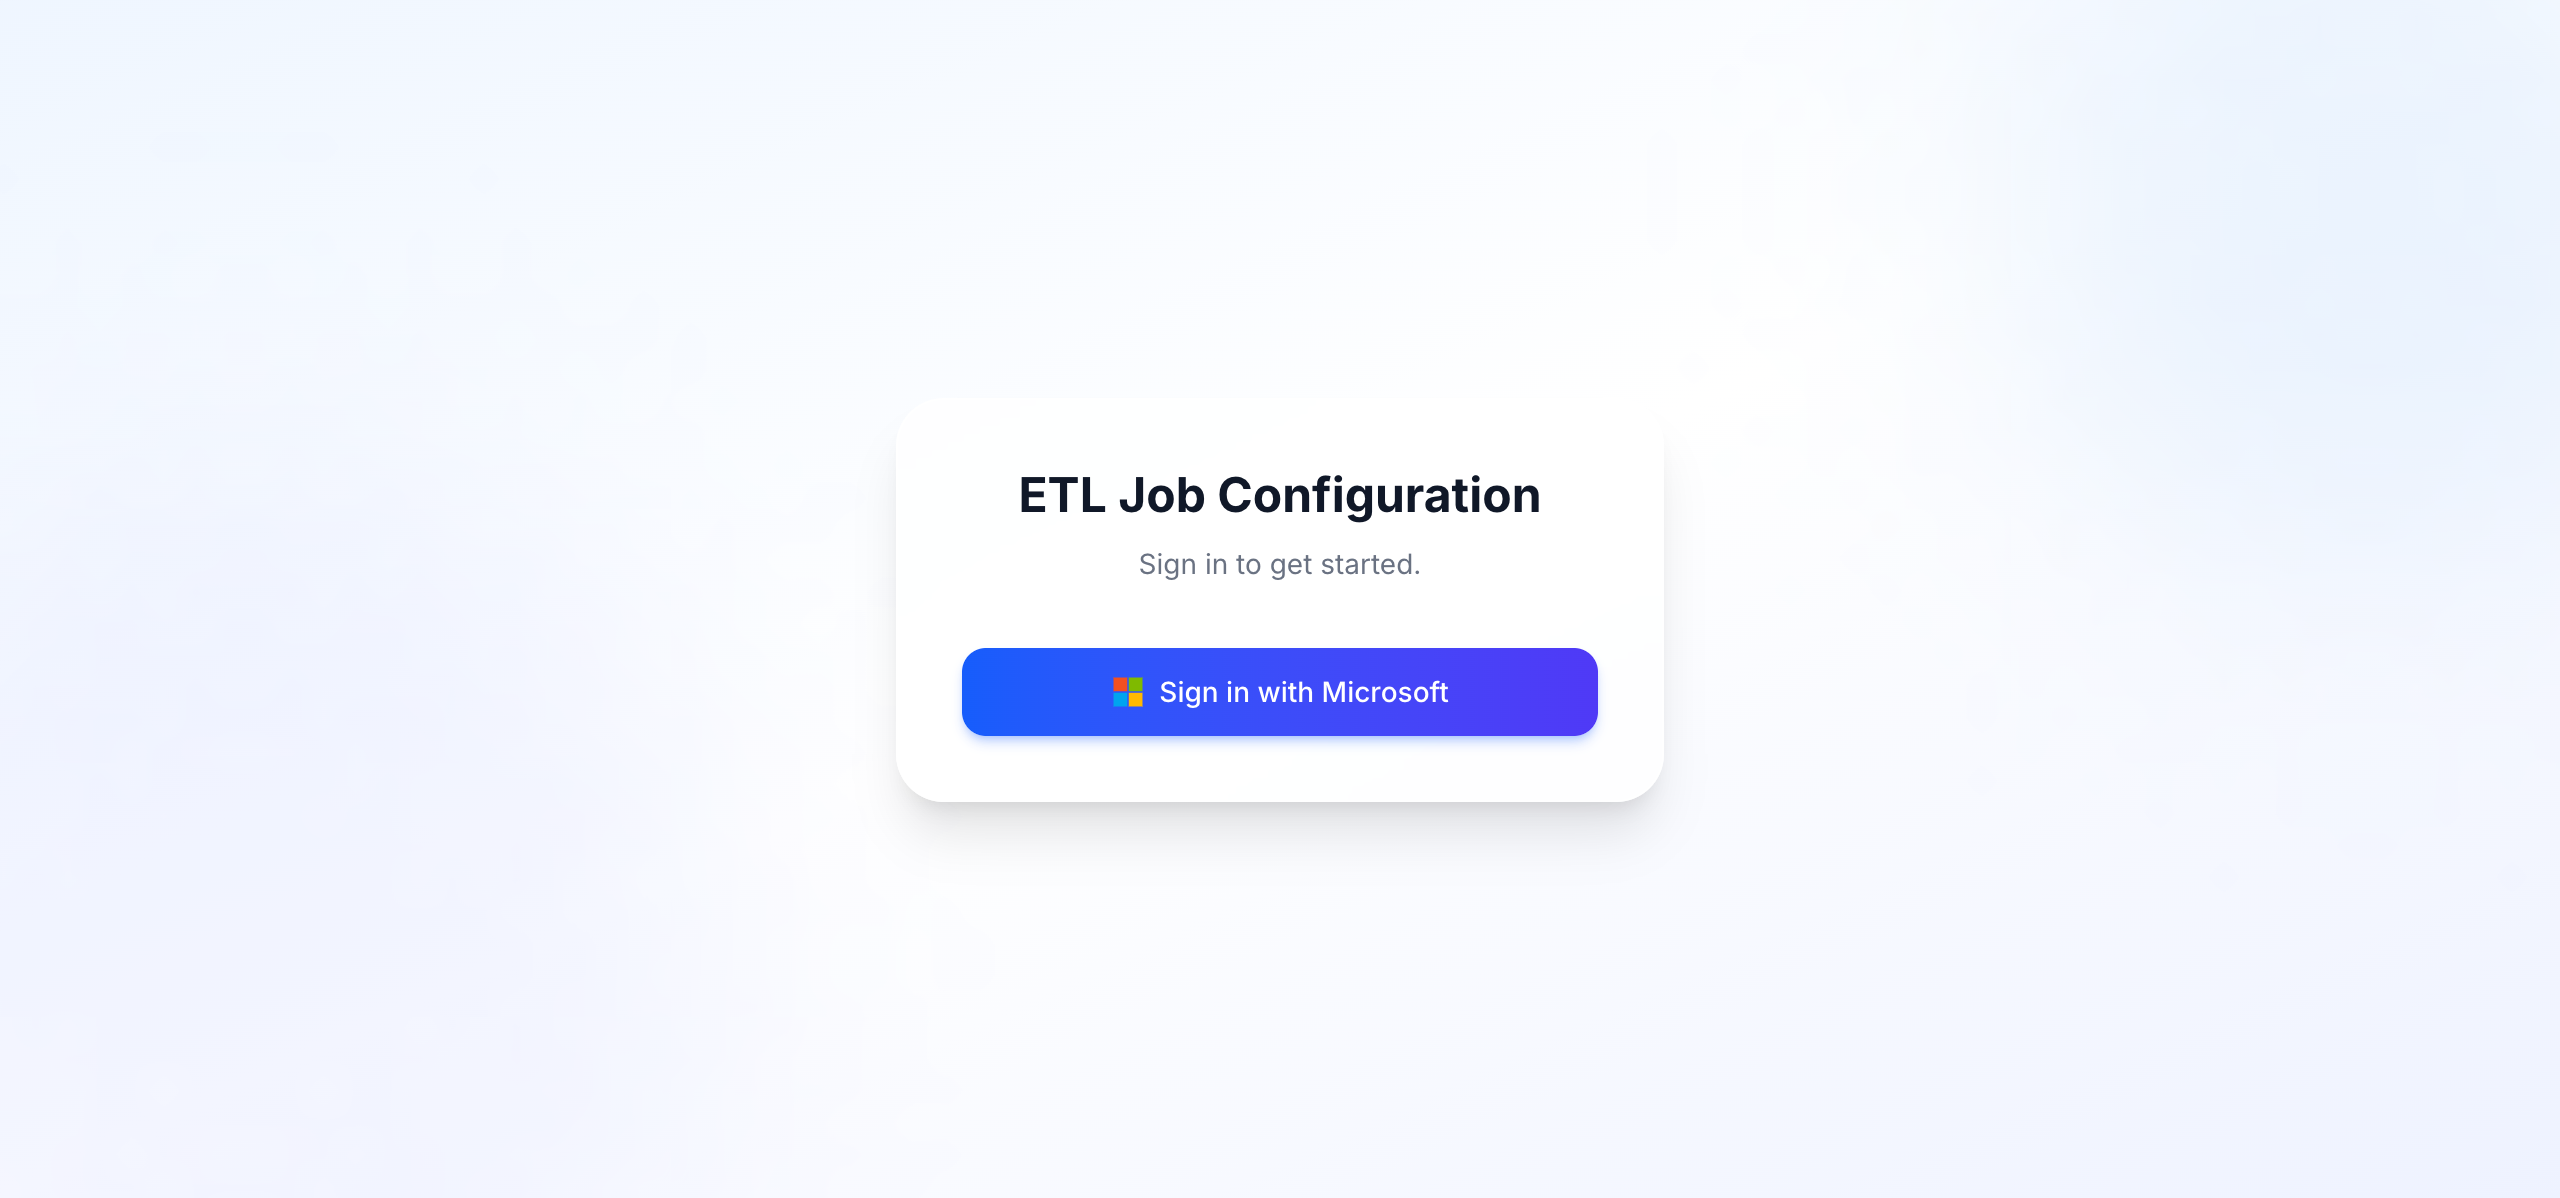 ETL Job Configuration
Sign in to get started.
Sign in with Microsoft